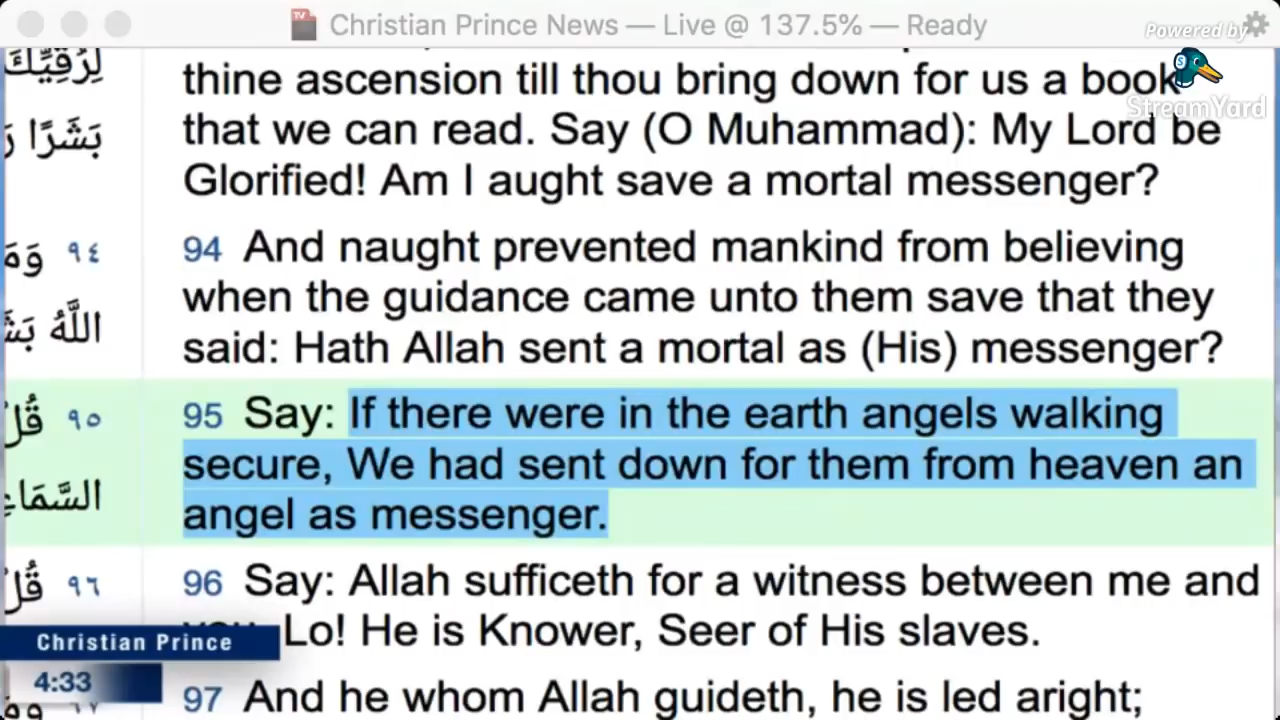 Christian Prince News — Live @ 137.5% — Ready
Powered by
StreamYard
thine ascension till thou bring down for us a book
that we can read. Say (O Muhammad): My Lord be
Glorified! Am I aught save a mortal messenger?
لِرُقِيِّكَ
بَشَرًا
94 And naught prevented mankind from believing
when the guidance came unto them save that they
said: Hath Allah sent a mortal as (His) messenger?
٩٤
اللَّهُ
95 Say: If there were in the earth angels walking
secure, We had sent down for them from heaven an
angel as messenger.
٩٥ قُل
السَّمَاءِ
96 Say: Allah sufficeth for a witness between me and
you. Lo! He is Knower, Seer of His slaves.
٩٦ قُل
97 And he whom Allah guideth, he is led aright;
Christian Prince
4:33